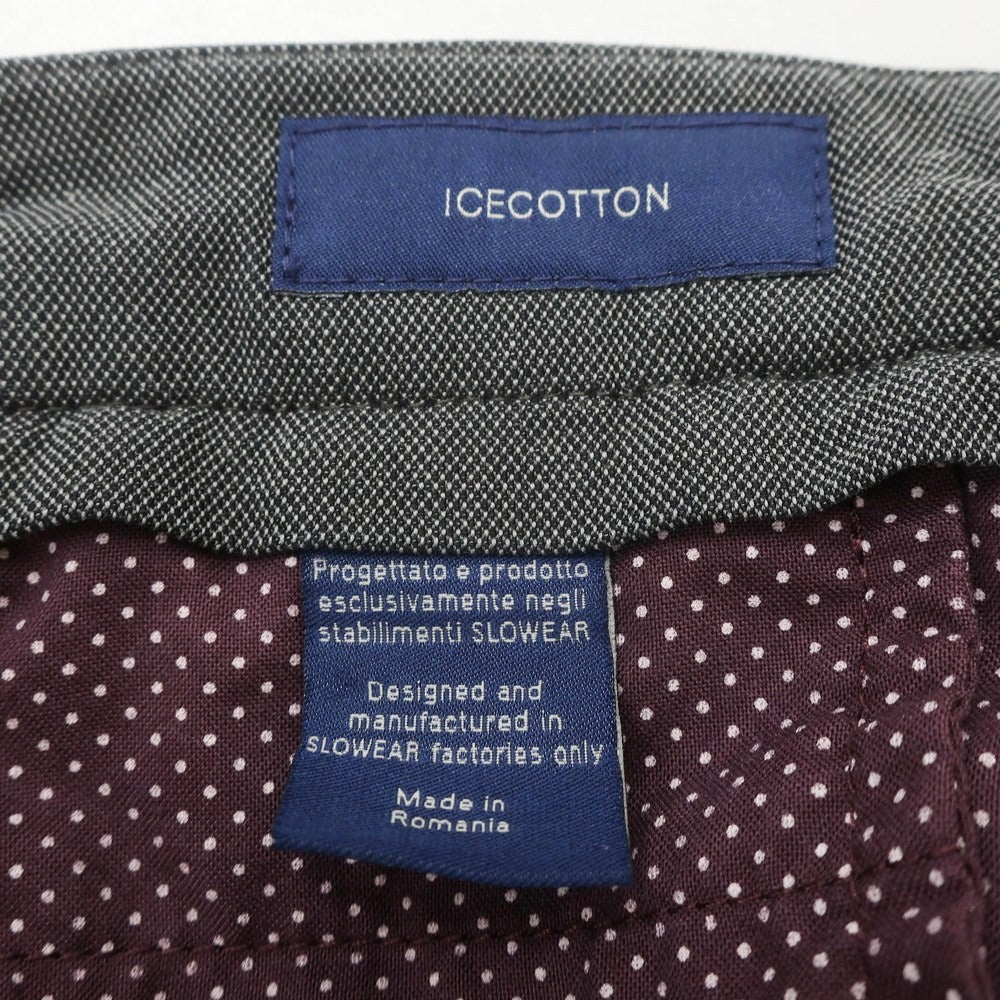 ICECOTTON
Progettato e prodotto
esclusivamente negli
stabilimenti SLOWEAR
Designed and
manufactured in
SLOWEAR factories only
Made in
Romania